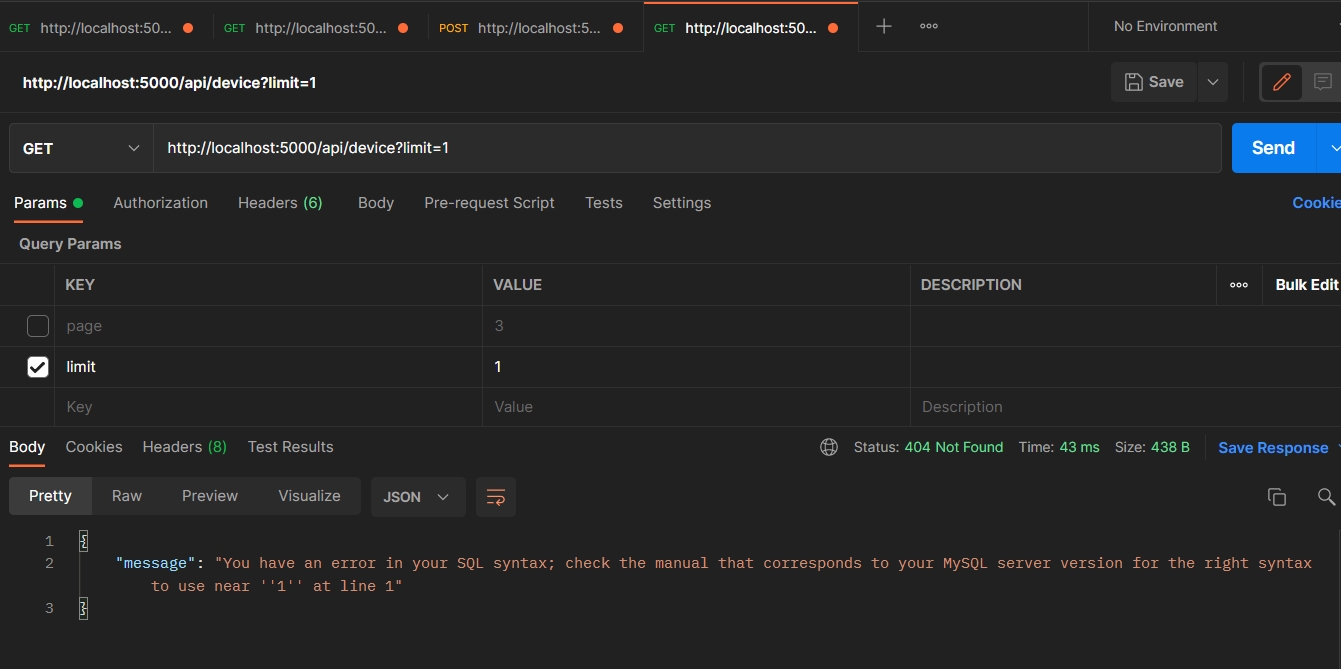 GET http://localhost:50... GET http://localhost:50... POST http://localhost:5... GET http://localhost:50... No Environment
http://localhost:5000/api/device?limit=1 Save
GET http://localhost:5000/api/device?limit=1 Send
Params Authorization Headers (6) Body Pre-request Script Tests Settings Cookie
Query Params
KEY VALUE DESCRIPTION Bulk Edit
page 3
limit 1
Key Value Description
Body Cookies Headers (8) Test Results Status: 404 Not Found Time: 43 ms Size: 438 B Save Response
Pretty Raw Preview Visualize JSON
1 {
2 "message": "You have an error in your SQL syntax; check the manual that corresponds to your MySQL server version for the right syntax
to use near ''1'' at line 1"
3 }